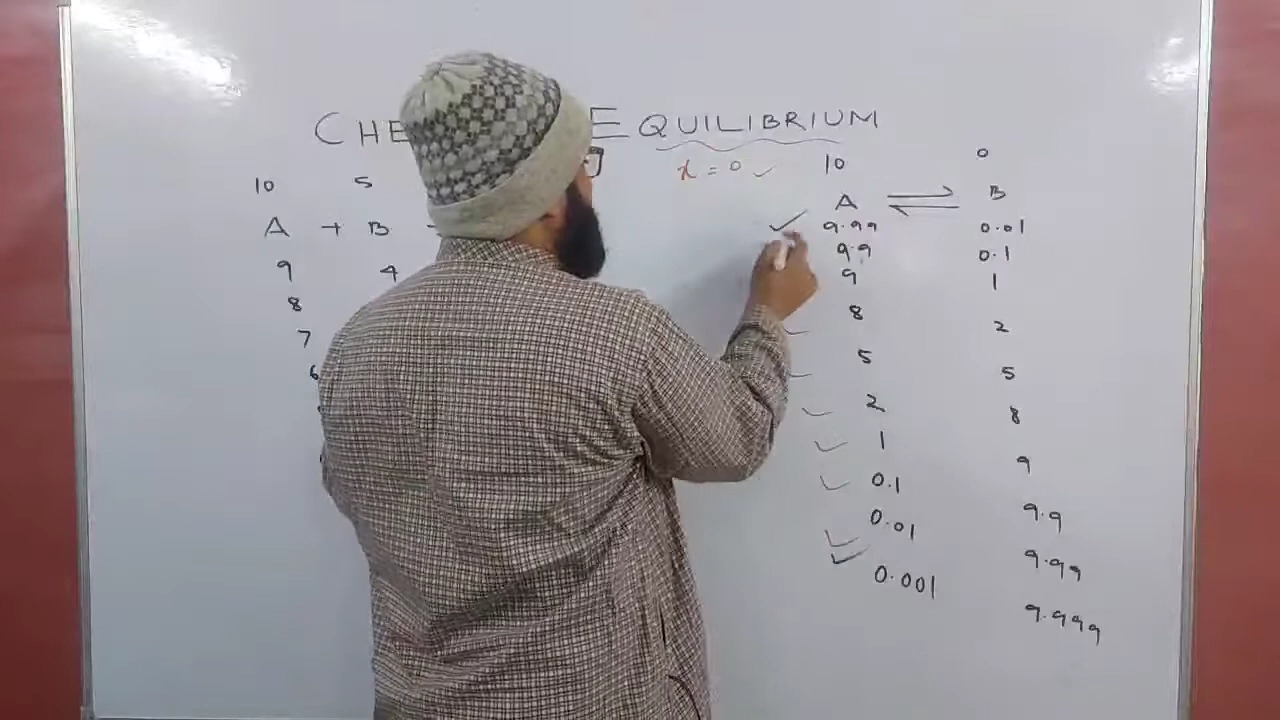 CHE EQUILIBRIUM
x = 0 ✓
10 5
A + B
9 4
8
7
6
10 0
A ⇌ B
✓ 9.99 0.01
9.9 0.1
9 1
8 2
5 5
2 8
✓ 1 9
✓ 0.1 9.9
0.01 9.99
0.001 9.999